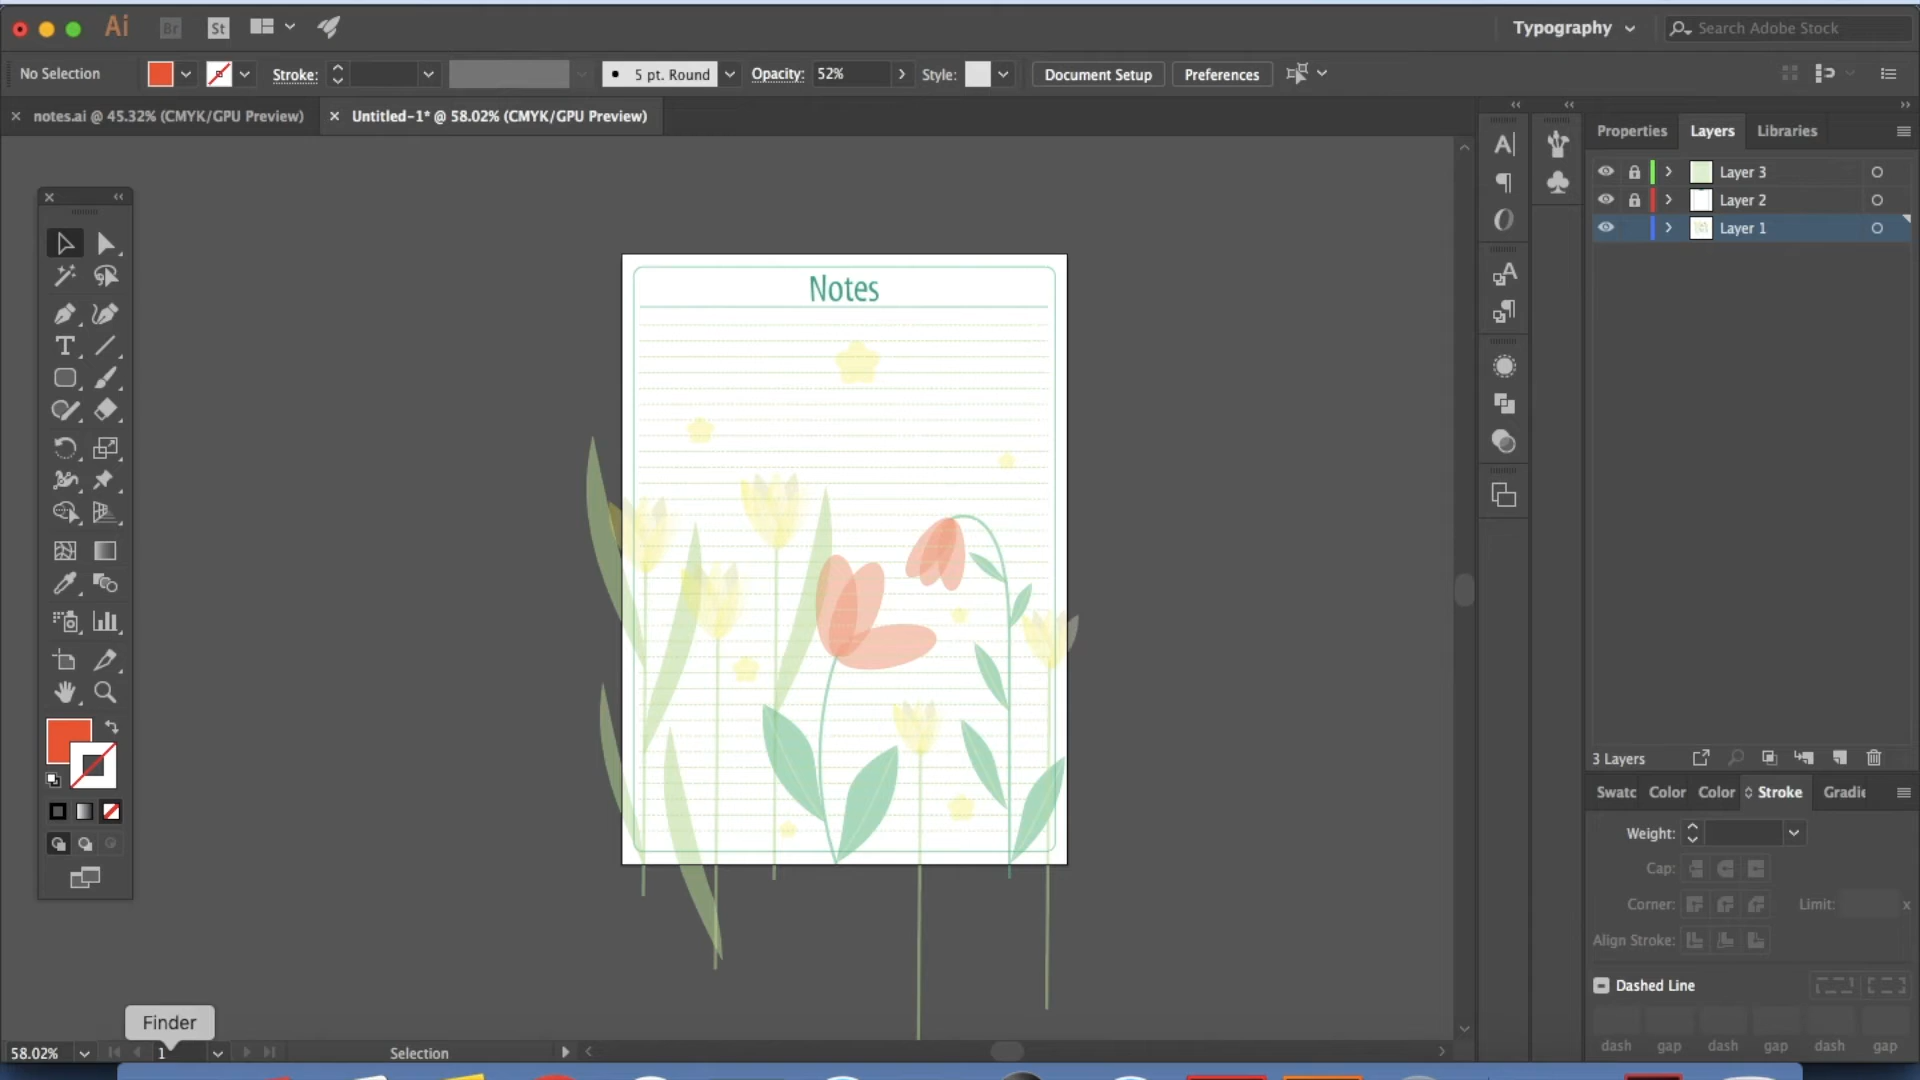 Ai Br St Typography Search Adobe Stock
No Selection Stroke: 5 pt. Round Opacity: 52% Style: Document Setup Preferences
notes.ai @ 45.32% (CMYK/GPU Preview) Untitled-1* @ 58.02% (CMYK/GPU Preview)
Properties Layers Libraries
Layer 3
Layer 2
Layer 1
Notes
3 Layers
Swatc Color Color Stroke Gradie
Weight:
Cap:
Corner: Limit: x
Align Stroke:
Dashed Line
dash gap dash gap dash gap
Finder
58.02% 1 Selection